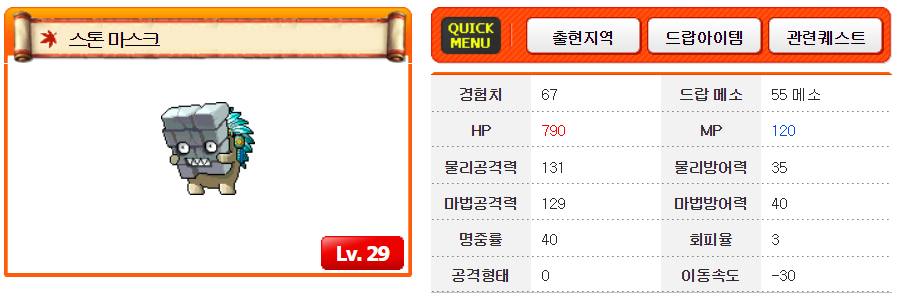 스톤 마스크
Lv. 29
QUICK
MENU
출현지역
드랍아이템
관련퀘스트
경험치 67 드랍 메소 55 메소
HP 790 MP 120
물리공격력 131 물리방어력 35
마법공격력 129 마법방어력 40
명중률 40 회피율 3
공격형태 0 이동속도 -30